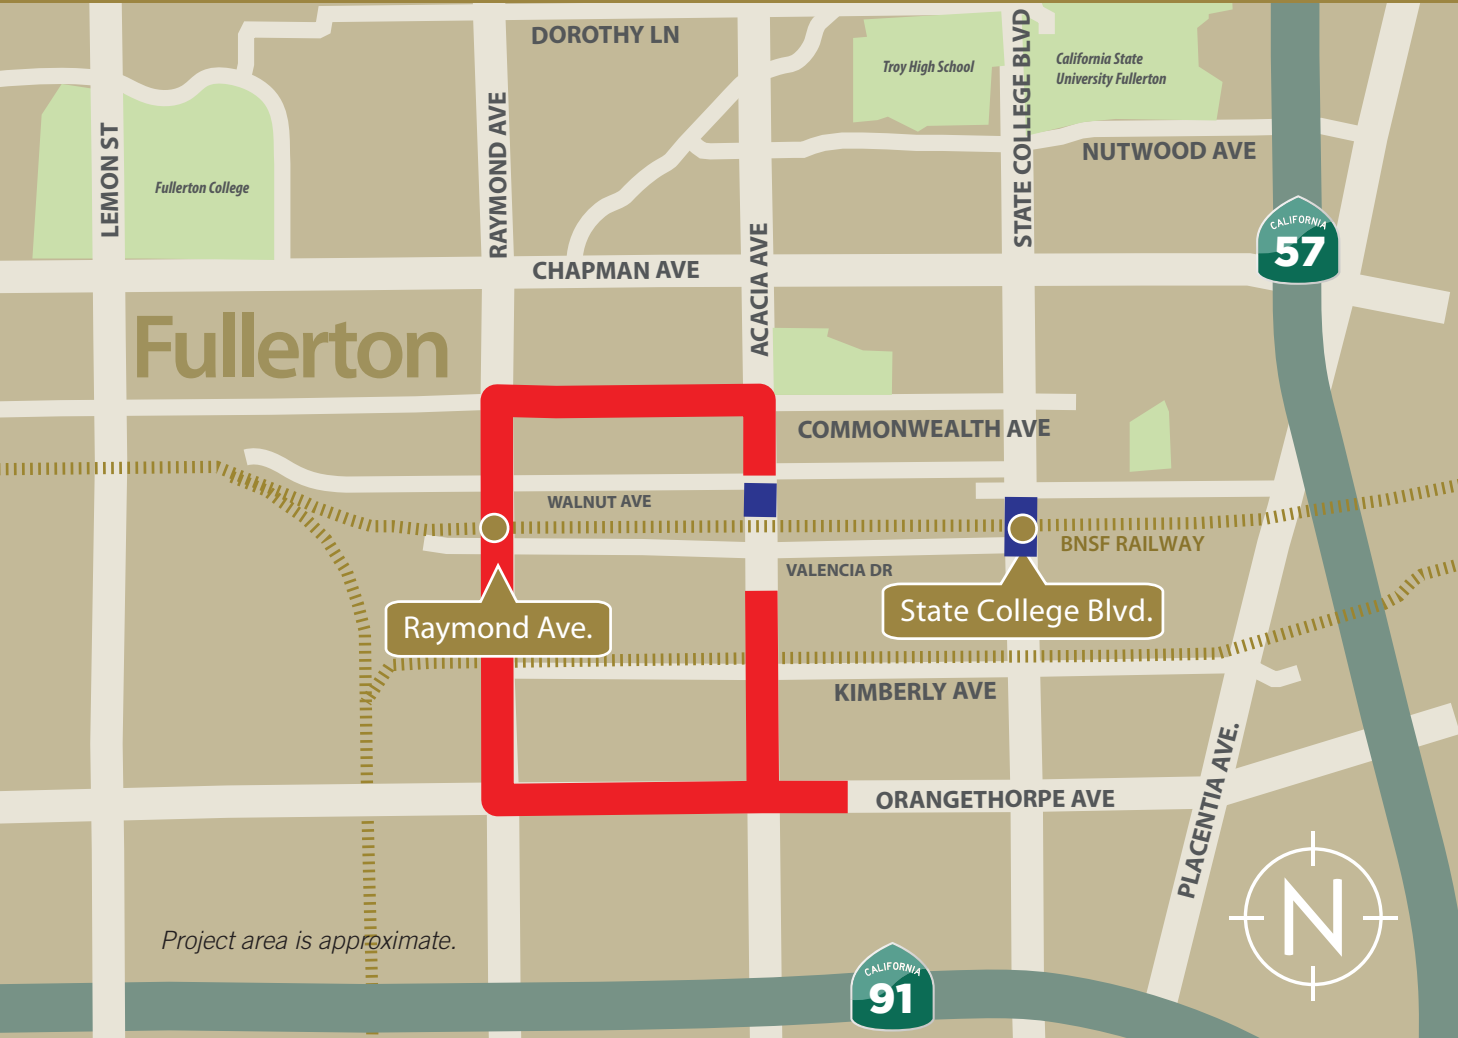 DOROTHY LN
STATE COLLEGE BLVD
California State
University Fullerton
Troy High School
RAYMOND AVE
LEMON ST
NUTWOOD AVE
Fullerton College
CALIFORNIA
57
ACACIA AVE
CHAPMAN AVE
Fullerton
COMMONWEALTH AVE
WALNUT AVE
BNSF RAILWAY
VALENCIA DR
State College Blvd.
Raymond Ave.
KIMBERLY AVE
PLACENTIA AVE.
ORANGETHORPE AVE
N
Project area is approximate.
CALIFORNIA
91